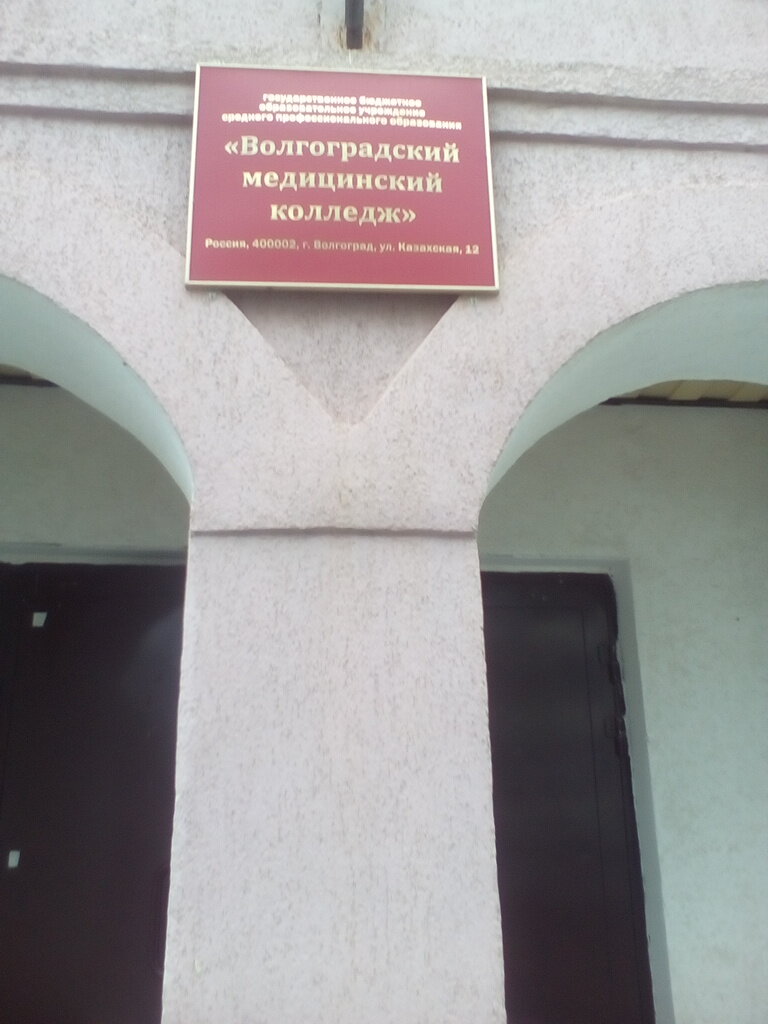 государственное бюджетное
образовательное учреждение
среднего профессионального образования
«Волгоградский
медицинский
колледж»
Россия, 400002, г. Волгоград, ул. Казахская, 12